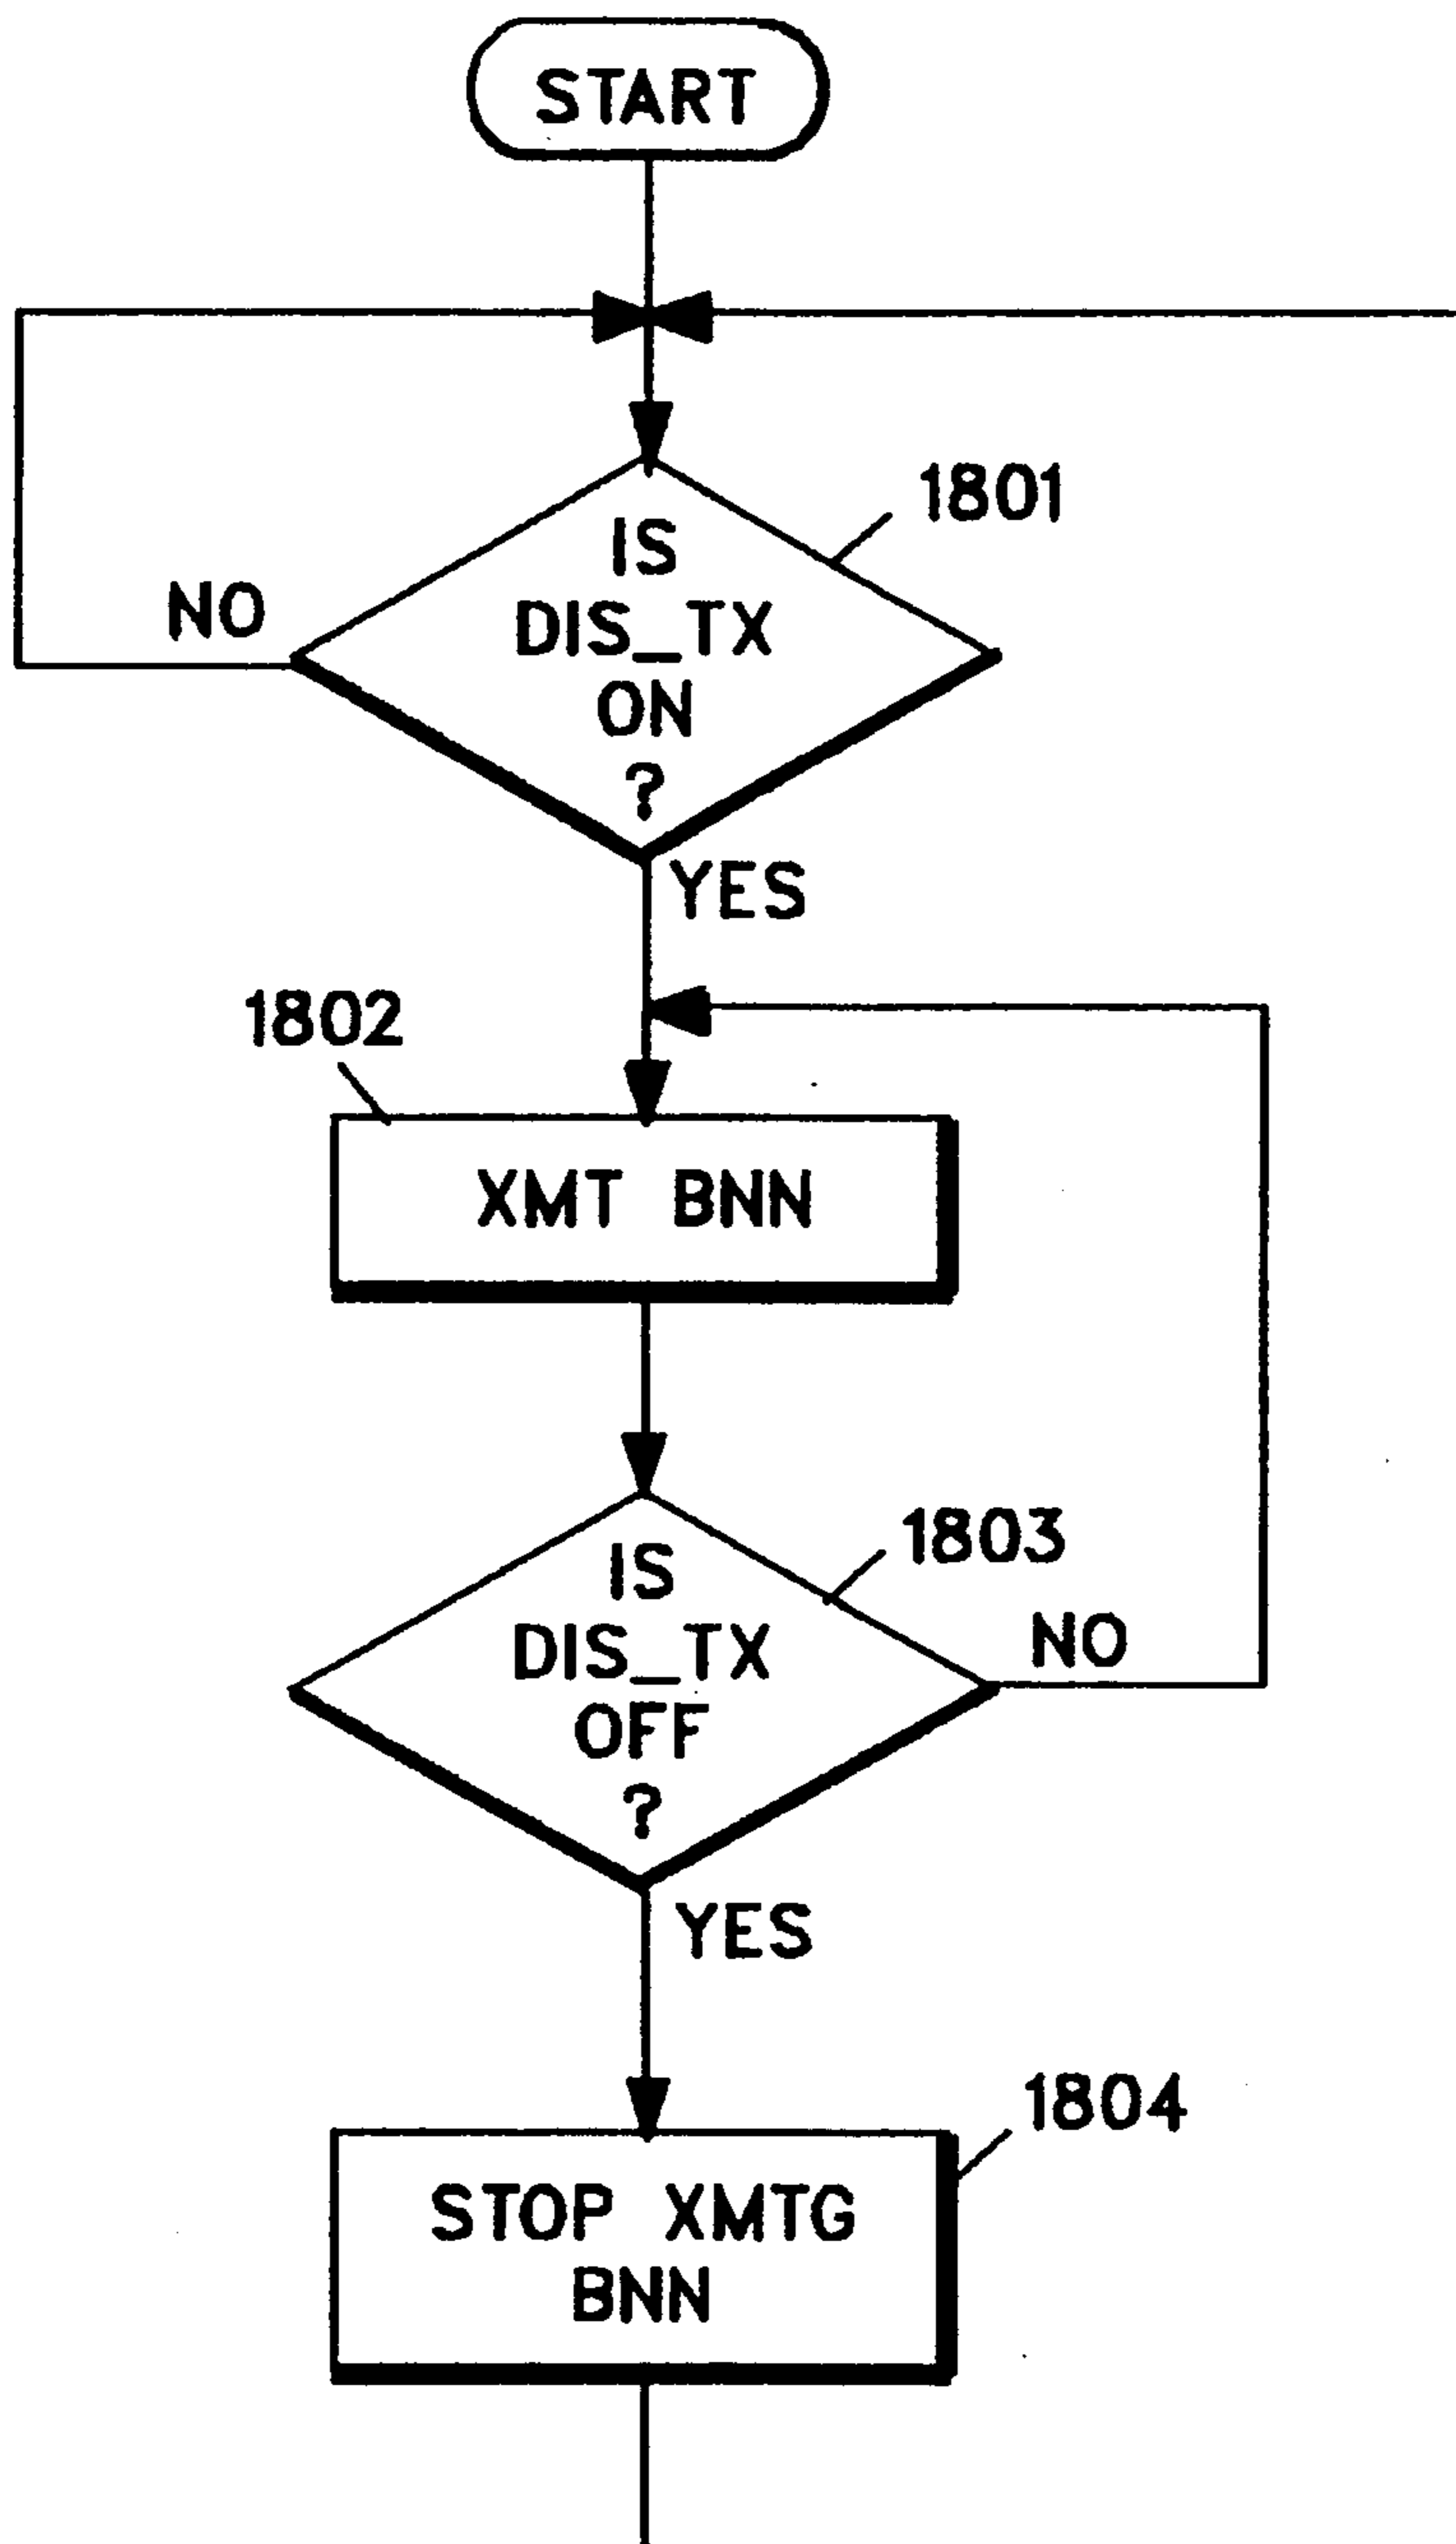 START
1801
IS
DIS_TX
ON
?
NO
YES
1802
XMT BNN
1803
IS
DIS_TX
OFF
?
NO
YES
1804
STOP XMTG
BNN